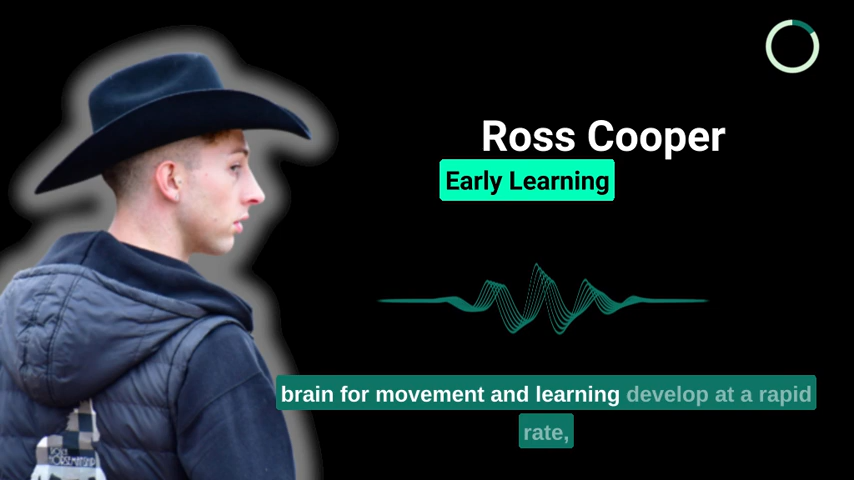 Ross Cooper
Early Learning
brain for movement and learning develop at a rapid
rate,